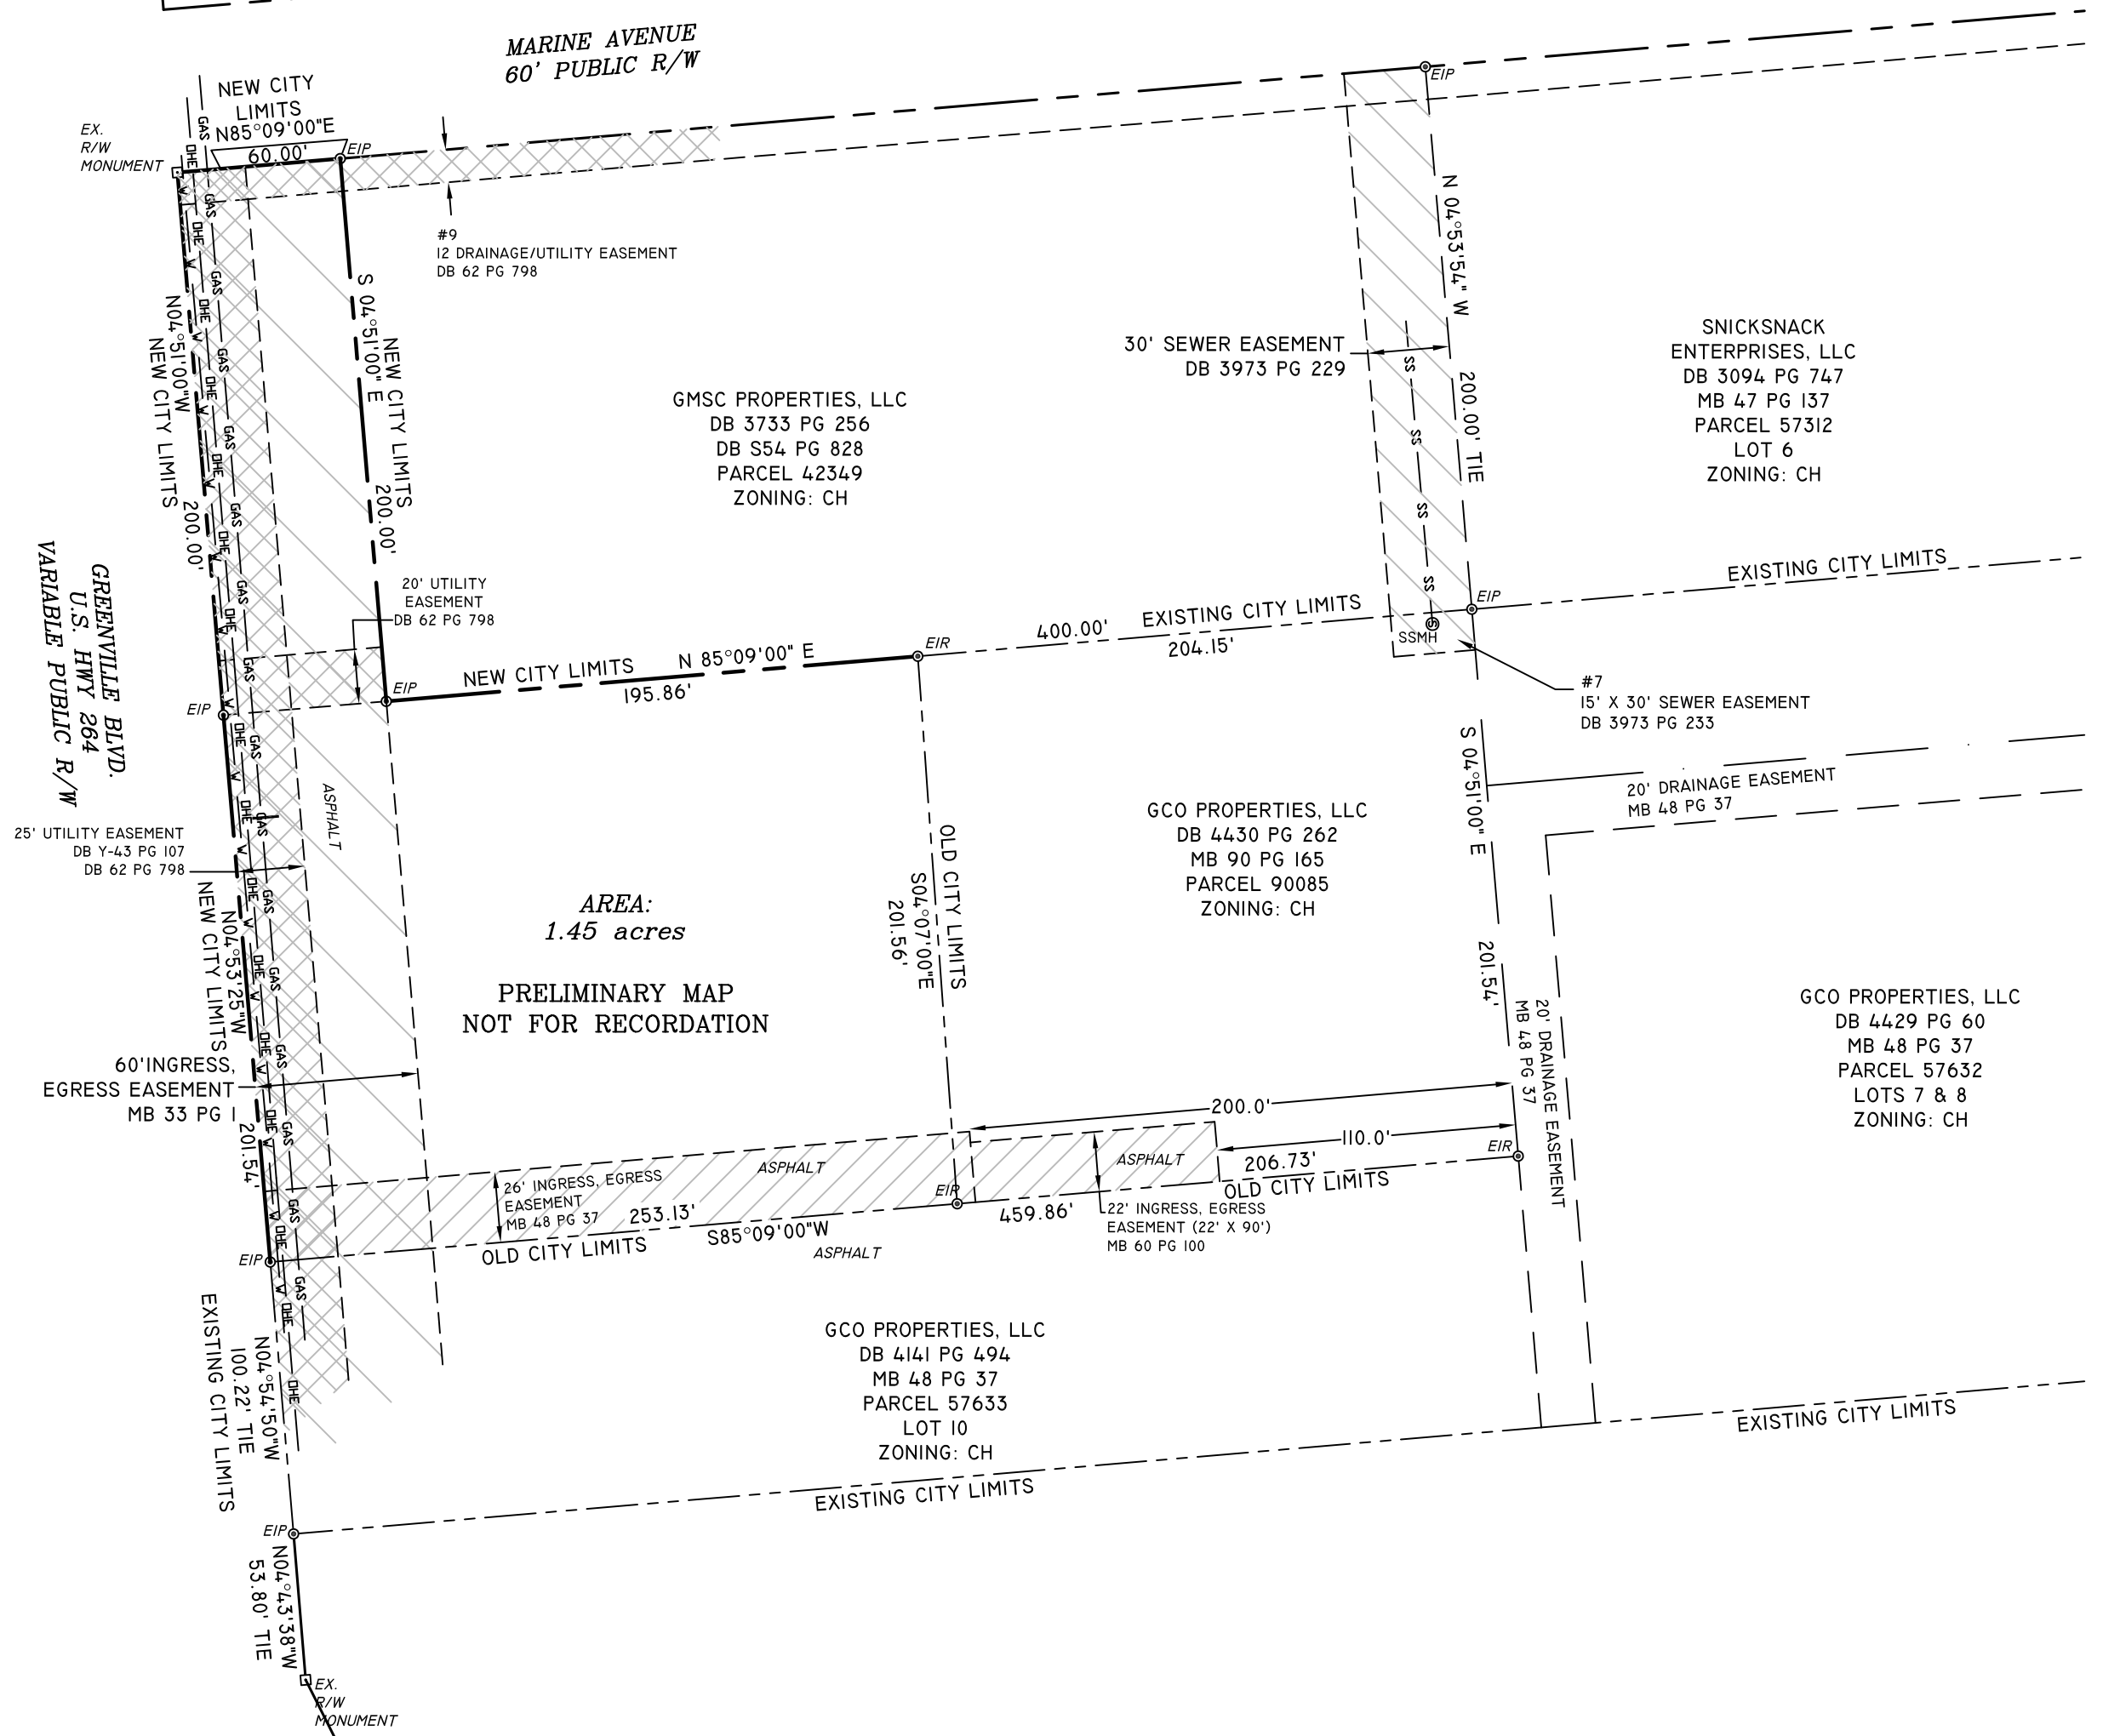 MARINE AVENUE
60' PUBLIC R/W
NEW CITY
LIMITS
N85°09'00"E
60.00'
EX.
R/W
MONUMENT
EIP
EIP
#9
12 DRAINAGE/UTILITY EASEMENT
DB 62 PG 798
N04°51'00"W
NEW CITY LIMITS
200.00'
S 04°51'00" E
NEW CITY LIMITS
200.00'
GMSC PROPERTIES, LLC
DB 3733 PG 256
DB S54 PG 828
PARCEL 42349
ZONING: CH
30' SEWER EASEMENT
DB 3973 PG 229
N 04°53'54" W
200.00' TIE
SS
SS
SS
SS
SNICKSNACK
ENTERPRISES, LLC
DB 3094 PG 747
MB 47 PG 137
PARCEL 57312
LOT 6
ZONING: CH
GREENVILLE BLVD.
U.S. HWY 264
VARIABLE PUBLIC R/W
20' UTILITY
EASEMENT
DB 62 PG 798
EIP
EIP
NEW CITY LIMITS
N 85°09'00" E
195.86'
EIR
400.00'
EXISTING CITY LIMITS
204.15'
SSMH
S
EIP
EXISTING CITY LIMITS
#7
15' X 30' SEWER EASEMENT
DB 3973 PG 233
20' DRAINAGE EASEMENT
MB 48 PG 37
S 04°51'00" E
201.54'
25' UTILITY EASEMENT
DB Y-43 PG 107
DB 62 PG 798
ASPHALT
N04°53'25"W
NEW CITY LIMITS
201.54'
AREA:
1.45 acres
PRELIMINARY MAP
NOT FOR RECORDATION
OLD CITY LIMITS
S04°07'00"E
201.56'
GCO PROPERTIES, LLC
DB 4430 PG 262
MB 90 PG 165
PARCEL 90085
ZONING: CH
20' DRAINAGE EASEMENT
MB 48 PG 37
GCO PROPERTIES, LLC
DB 4429 PG 60
MB 48 PG 37
PARCEL 57632
LOTS 7 & 8
ZONING: CH
60'INGRESS,
EGRESS EASEMENT
MB 33 PG 1
200.0'
110.0'
EIR
ASPHALT
ASPHALT
206.73'
OLD CITY LIMITS
26' INGRESS, EGRESS
EASEMENT
MB 48 PG 37
253.13'
EIP
459.86'
22' INGRESS, EGRESS
EASEMENT (22' X 90')
MB 60 PG 100
EIP
OLD CITY LIMITS
S85°09'00"W
ASPHALT
EXISTING CITY LIMITS
N04°54'50"W
100.22' TIE
GCO PROPERTIES, LLC
DB 4141 PG 494
MB 48 PG 37
PARCEL 57633
LOT 10
ZONING: CH
EXISTING CITY LIMITS
EXISTING CITY LIMITS
EIP
N04°43'38"W
53.80' TIE
EX.
R/W
MONUMENT
GAS
OHE
W